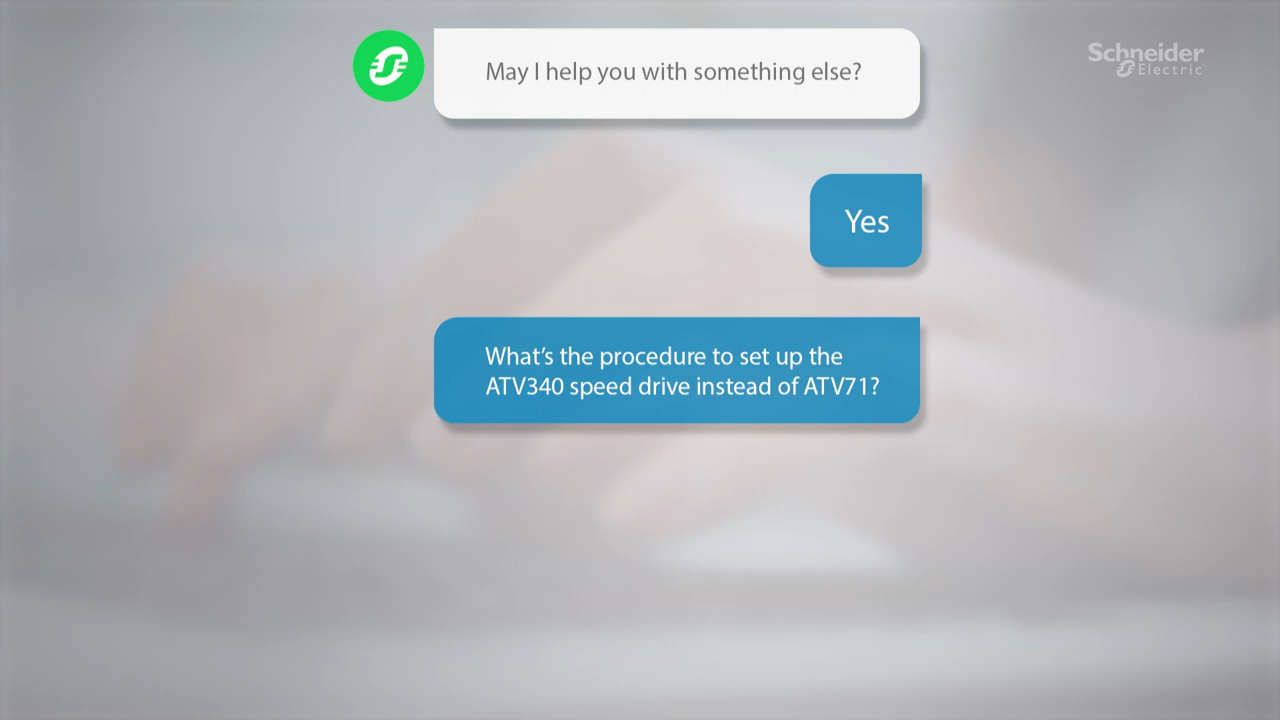 Schneider
Electric
May I help you with something else?
Yes
What's the procedure to set up the
ATV340 speed drive instead of ATV71?